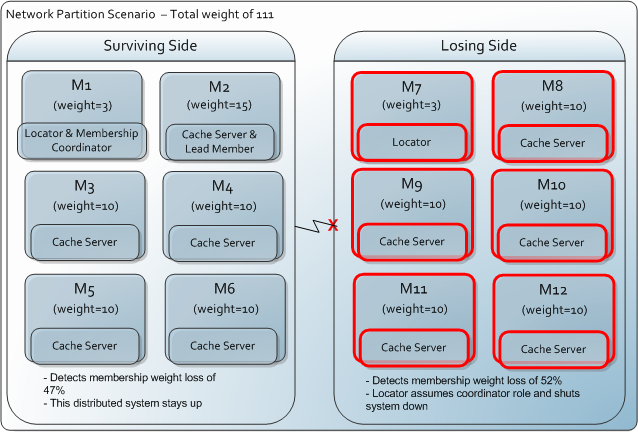 Network Partition Scenario – Total weight of 111
Surviving Side
M1
(weight=3)
Locator & Membership
Coordinator
M2
(weight=15)
Cache Server &
Lead Member
M3
(weight=10)
Cache Server
M4
(weight=10)
Cache Server
M5
(weight=10)
Cache Server
M6
(weight=10)
Cache Server
- Detects membership weight loss of
47%
- This distributed system stays up
X
Losing Side
M7
(weight=3)
Locator
M8
(weight=10)
Cache Server
M9
(weight=10)
Cache Server
M10
(weight=10)
Cache Server
M11
(weight=10)
Cache Server
M12
(weight=10)
Cache Server
- Detects membership weight loss of 52%
- Locator assumes coordinator role and shuts
system down